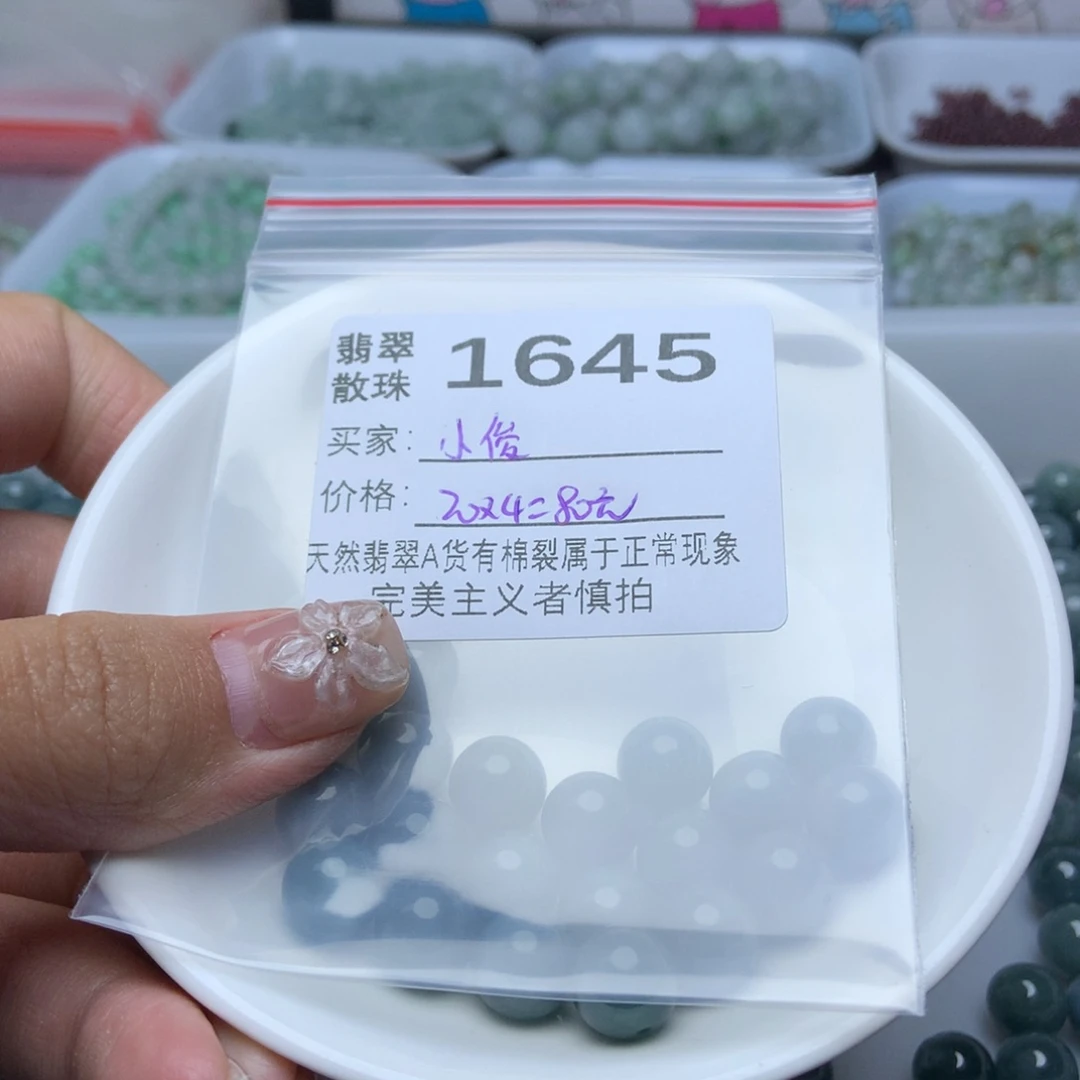 翡翠 1645
散珠
买家：小俊
价格：20x4=80元
天然翡翠A货有棉裂属于正常现象
完美主义者慎拍